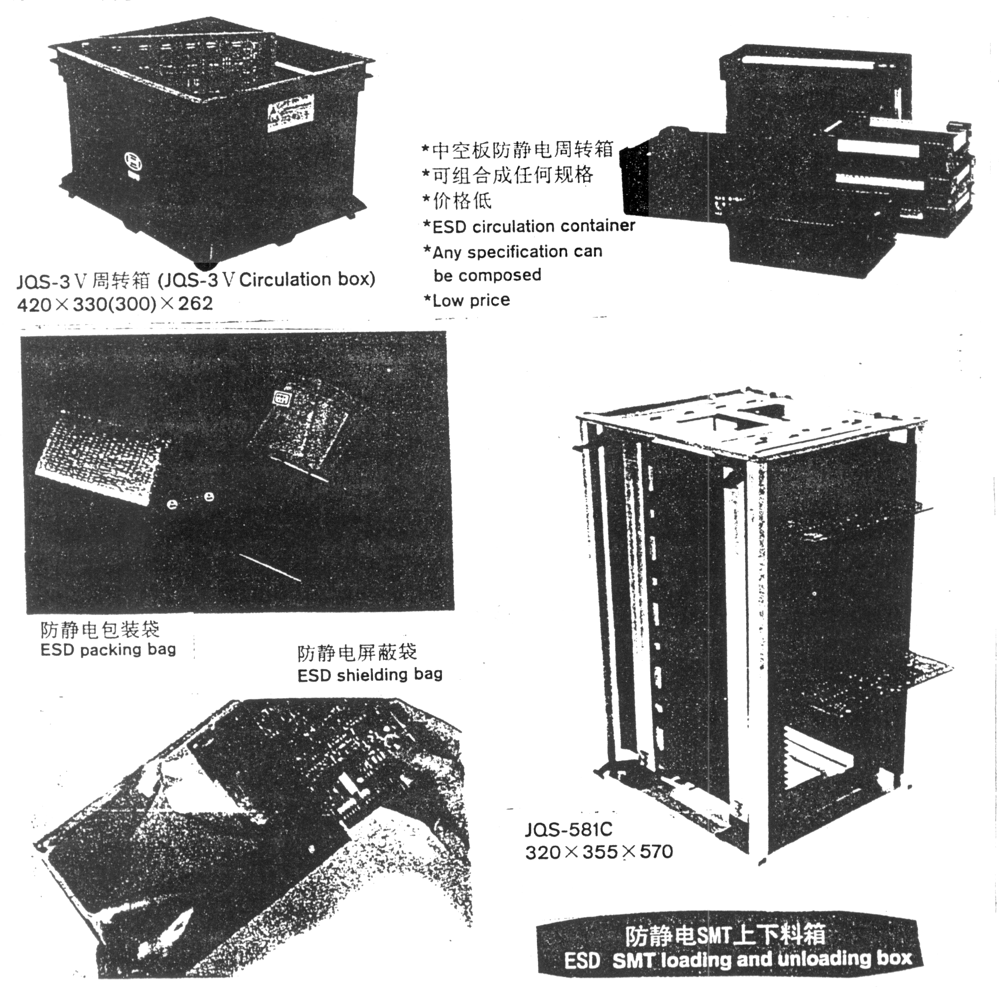 JQS-3V周转箱 (JQS-3V Circulation box)
420×330(300)×262
*中空板防静电周转箱
*可组合成任何规格
*价格低
*ESD circulation container
*Any specification can
be composed
*Low price
防静电包装袋
ESD packing bag
防静电屏蔽袋
ESD shielding bag
JQS-581C
320×355×570
防静电SMT上下料箱
ESD SMT loading and unloading box